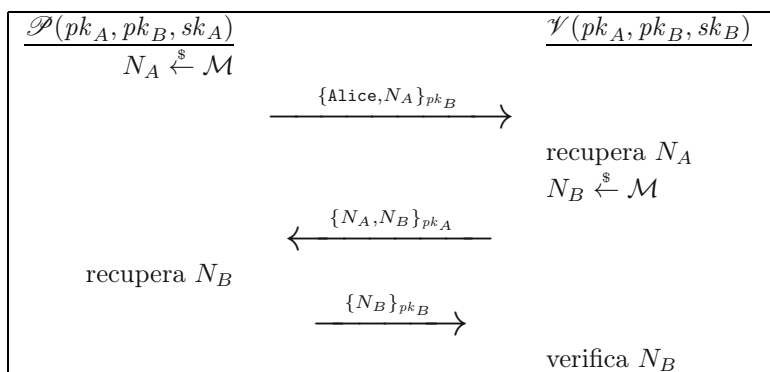 𝒫(pk_A, pk_B, sk_A) 𝒱(pk_A, pk_B, sk_B)
N_A ←$ ℳ
{Alice,N_A}_{pk_B}
recupera N_A
N_B ←$ ℳ
{N_A,N_B}_{pk_A}
recupera N_B
{N_B}_{pk_B}
verifica N_B